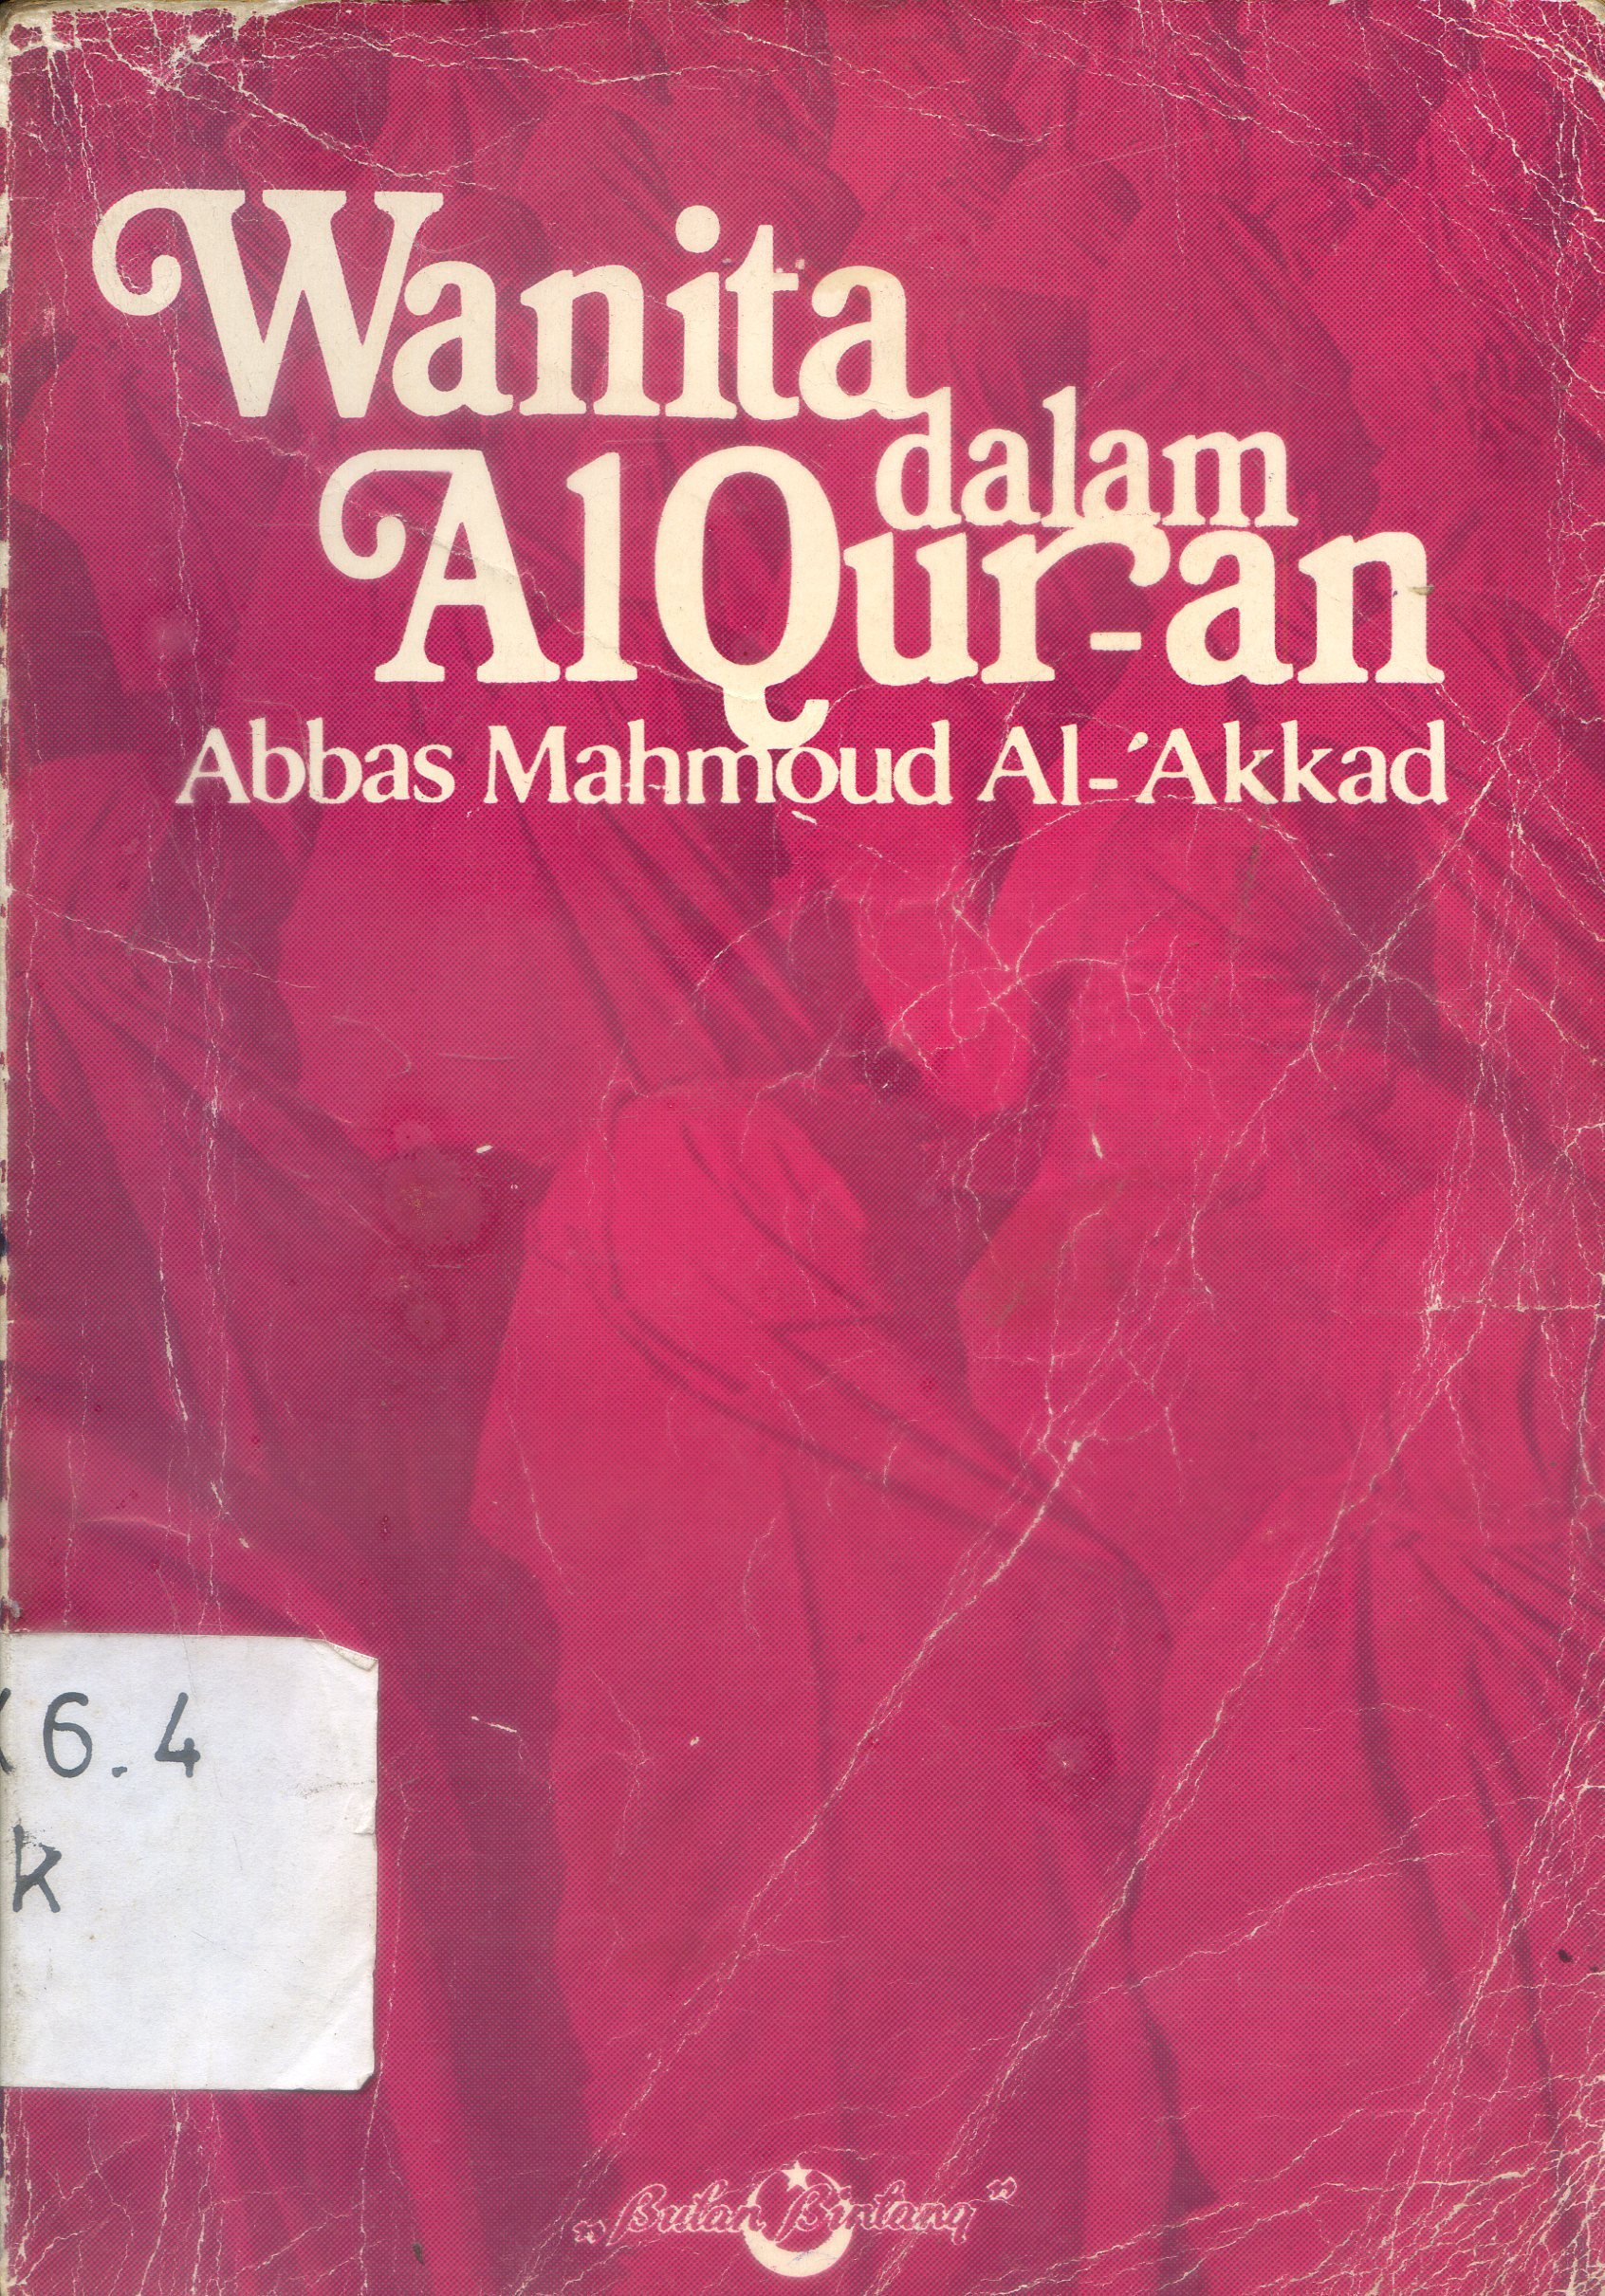 Wanita
dalam
AlQur-an
Abbas Mahmoud Al-'Akkad
6.4
k
"Bulan Bintang"